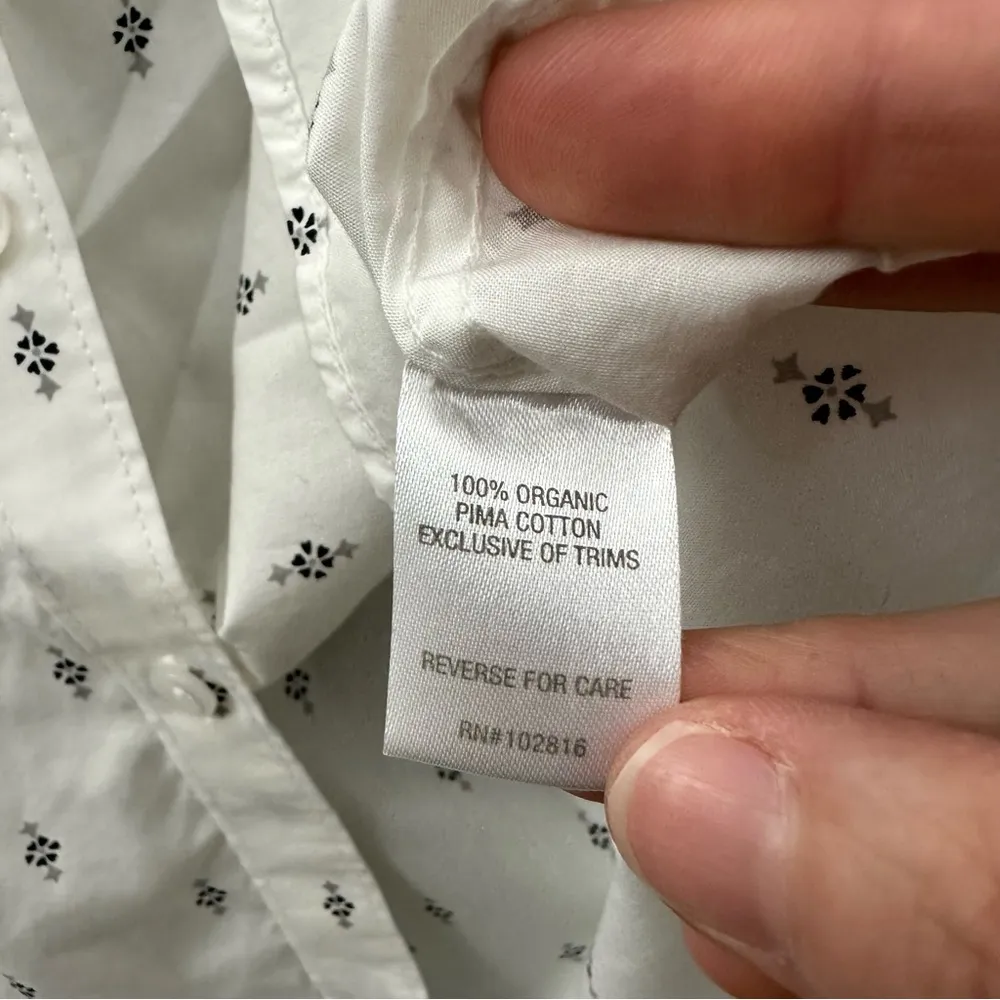 100% ORGANIC
PIMA COTTON
EXCLUSIVE OF TRIMS
REVERSE FOR CARE
RN#102816